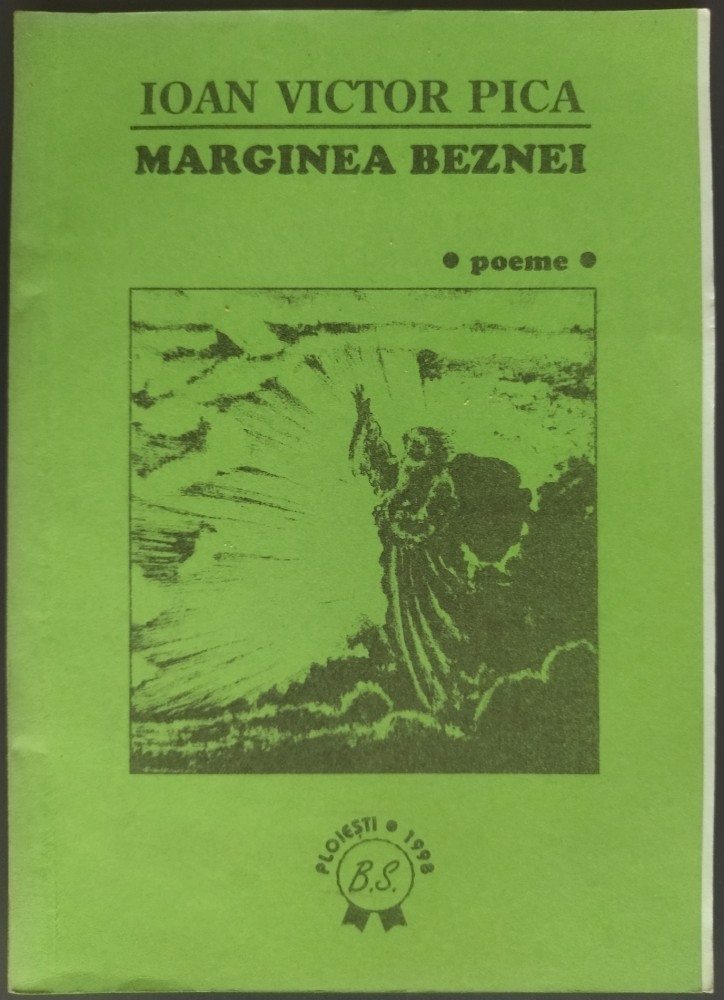 IOAN VICTOR PICA
MARGINEA BEZNEI
• poeme •
PLOIEȘTI • 1998
B.S.